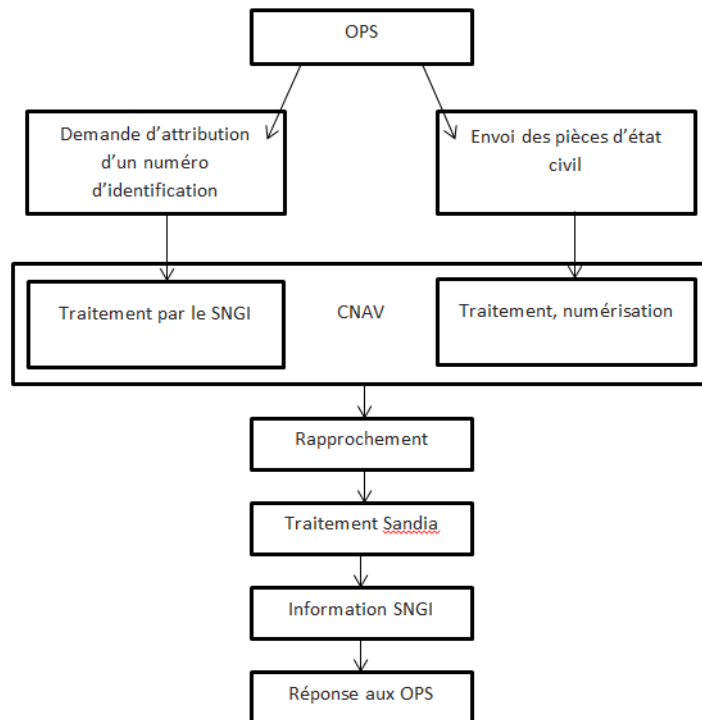 OPS
Demande d’attribution
d’un numéro
d’identification
Envoi des pièces d’état
civil
Traitement par le SNGI
CNAV
Traitement, numérisation
Rapprochement
Traitement Sandia
Information SNGI
Réponse aux OPS